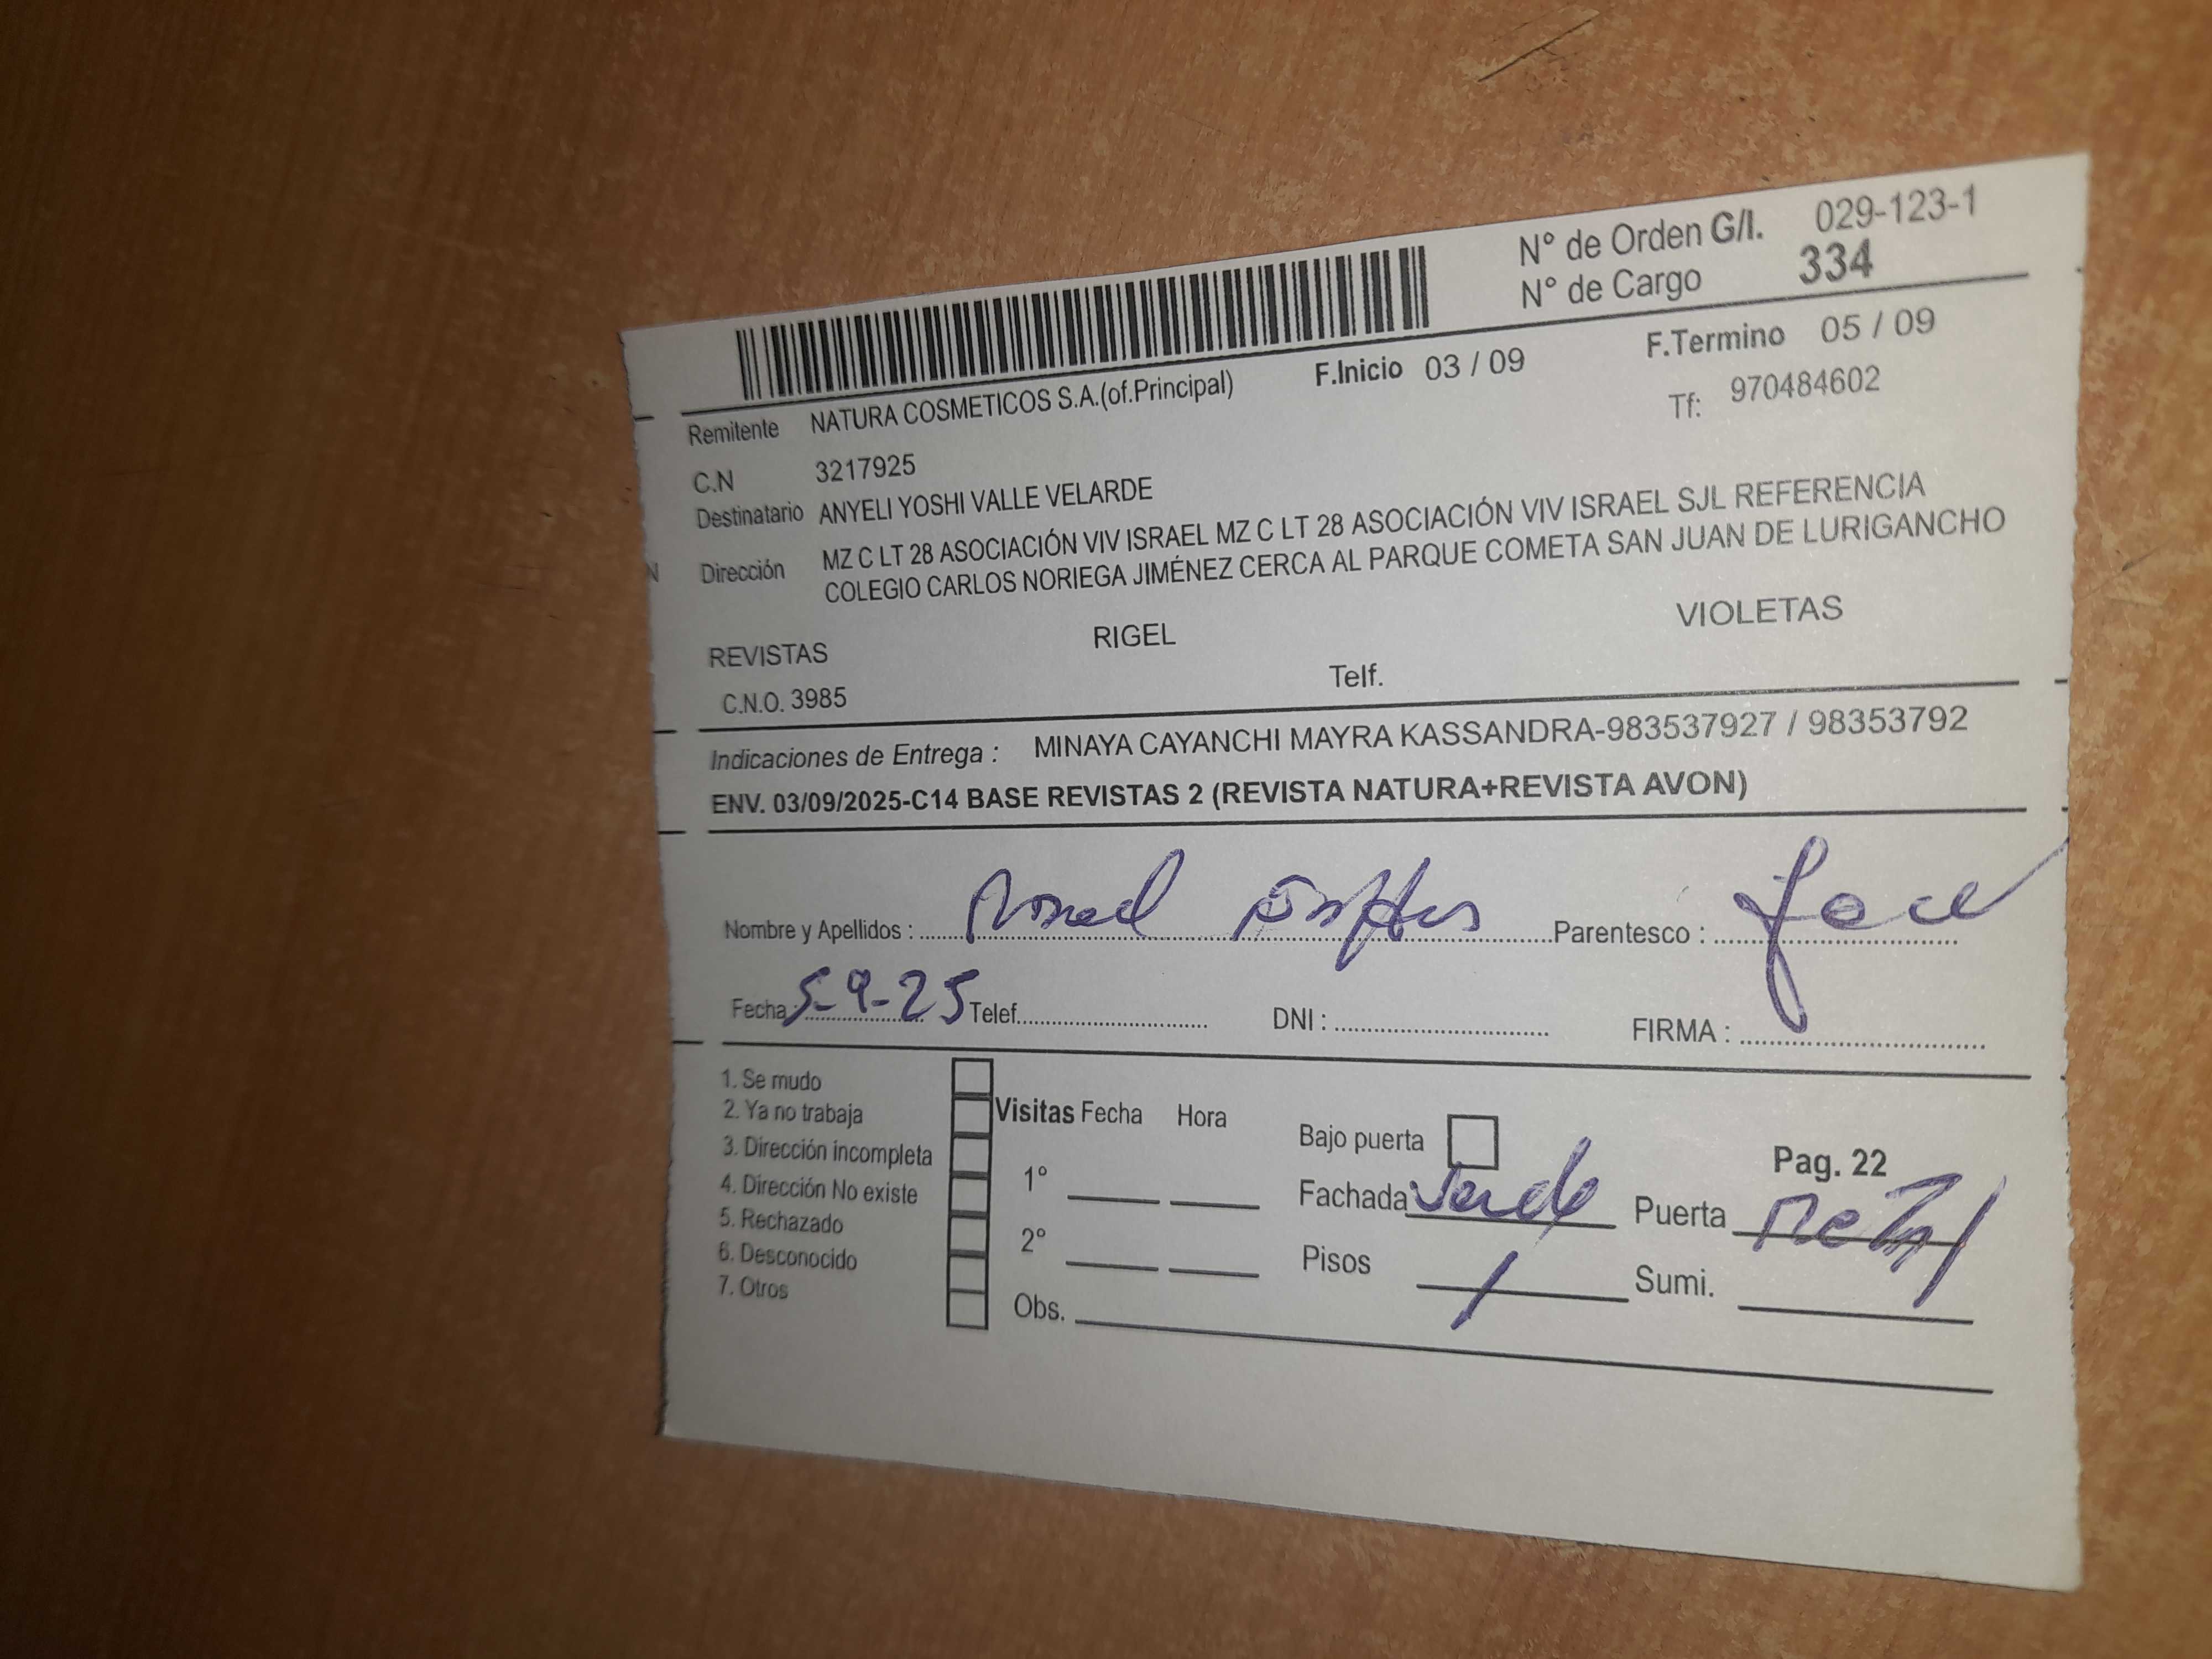 N° de Orden G/I. 029-123-1
N° de Cargo 334
F.Inicio 03 / 09 F.Termino 05 / 09
Remitente NATURA COSMETICOS S.A.(of.Principal) Tf: 970484602
C.N 3217925
Destinatario ANYELI YOSHI VALLE VELARDE
Dirección MZ C LT 28 ASOCIACIÓN VIV ISRAEL MZ C LT 28 ASOCIACIÓN VIV ISRAEL SJL REFERENCIA
COLEGIO CARLOS NORIEGA JIMÉNEZ CERCA AL PARQUE COMETA SAN JUAN DE LURIGANCHO
N
REVISTAS RIGEL VIOLETAS
C.N.O. 3985 Telf.
Indicaciones de Entrega : MINAYA CAYANCHI MAYRA KASSANDRA-983537927 / 98353792
ENV. 03/09/2025-C14 BASE REVISTAS 2 (REVISTA NATURA+REVISTA AVON)
Nombre y Apellidos : Parentesco :
Fecha : 5-9-25 Telef. DNI : FIRMA :
1. Se mudo
2. Ya no trabaja
3. Dirección incompleta
4. Dirección No existe
5. Rechazado
6. Desconocido
7. Otros
Visitas Fecha Hora
1°
2°
Obs.
Bajo puerta Pag. 22
Fachada Verde Puerta Metal
Pisos 1 Sumi.